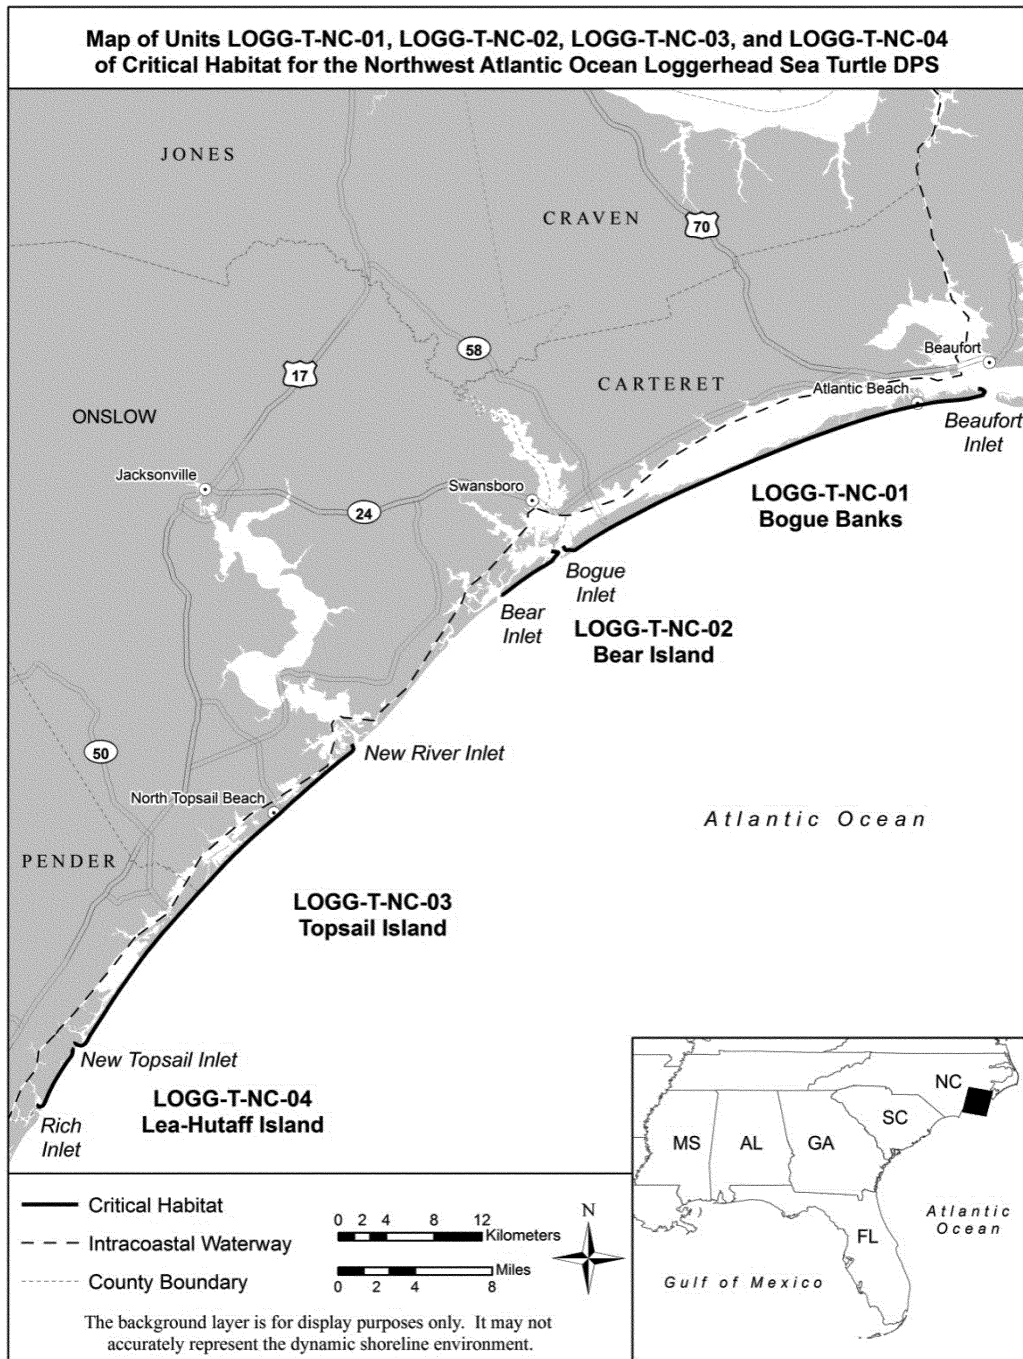 Map of Units LOGG-T-NC-01, LOGG-T-NC-02, LOGG-T-NC-03, and LOGG-T-NC-04
of Critical Habitat for the Northwest Atlantic Ocean Loggerhead Sea Turtle DPS
JONES
CRAVEN
70
58
17
Beaufort
CARTERET
Atlantic Beach
ONSLOW
Beaufort
Inlet
Jacksonville
Swansboro
24
LOGG-T-NC-01
Bogue Banks
Bogue
Inlet
Bear
Inlet
LOGG-T-NC-02
Bear Island
50
New River Inlet
North Topsail Beach
Atlantic Ocean
PENDER
LOGG-T-NC-03
Topsail Island
New Topsail Inlet
LOGG-T-NC-04
Lea-Hutaff Island
Rich
Inlet
NC
SC
MS
AL
GA
FL
Atlantic
Ocean
Gulf of Mexico
Critical Habitat
Intracoastal Waterway
County Boundary
0 2 4 8 12
Kilometers
Miles
0 2 4 8
N
The background layer is for display purposes only. It may not
accurately represent the dynamic shoreline environment.